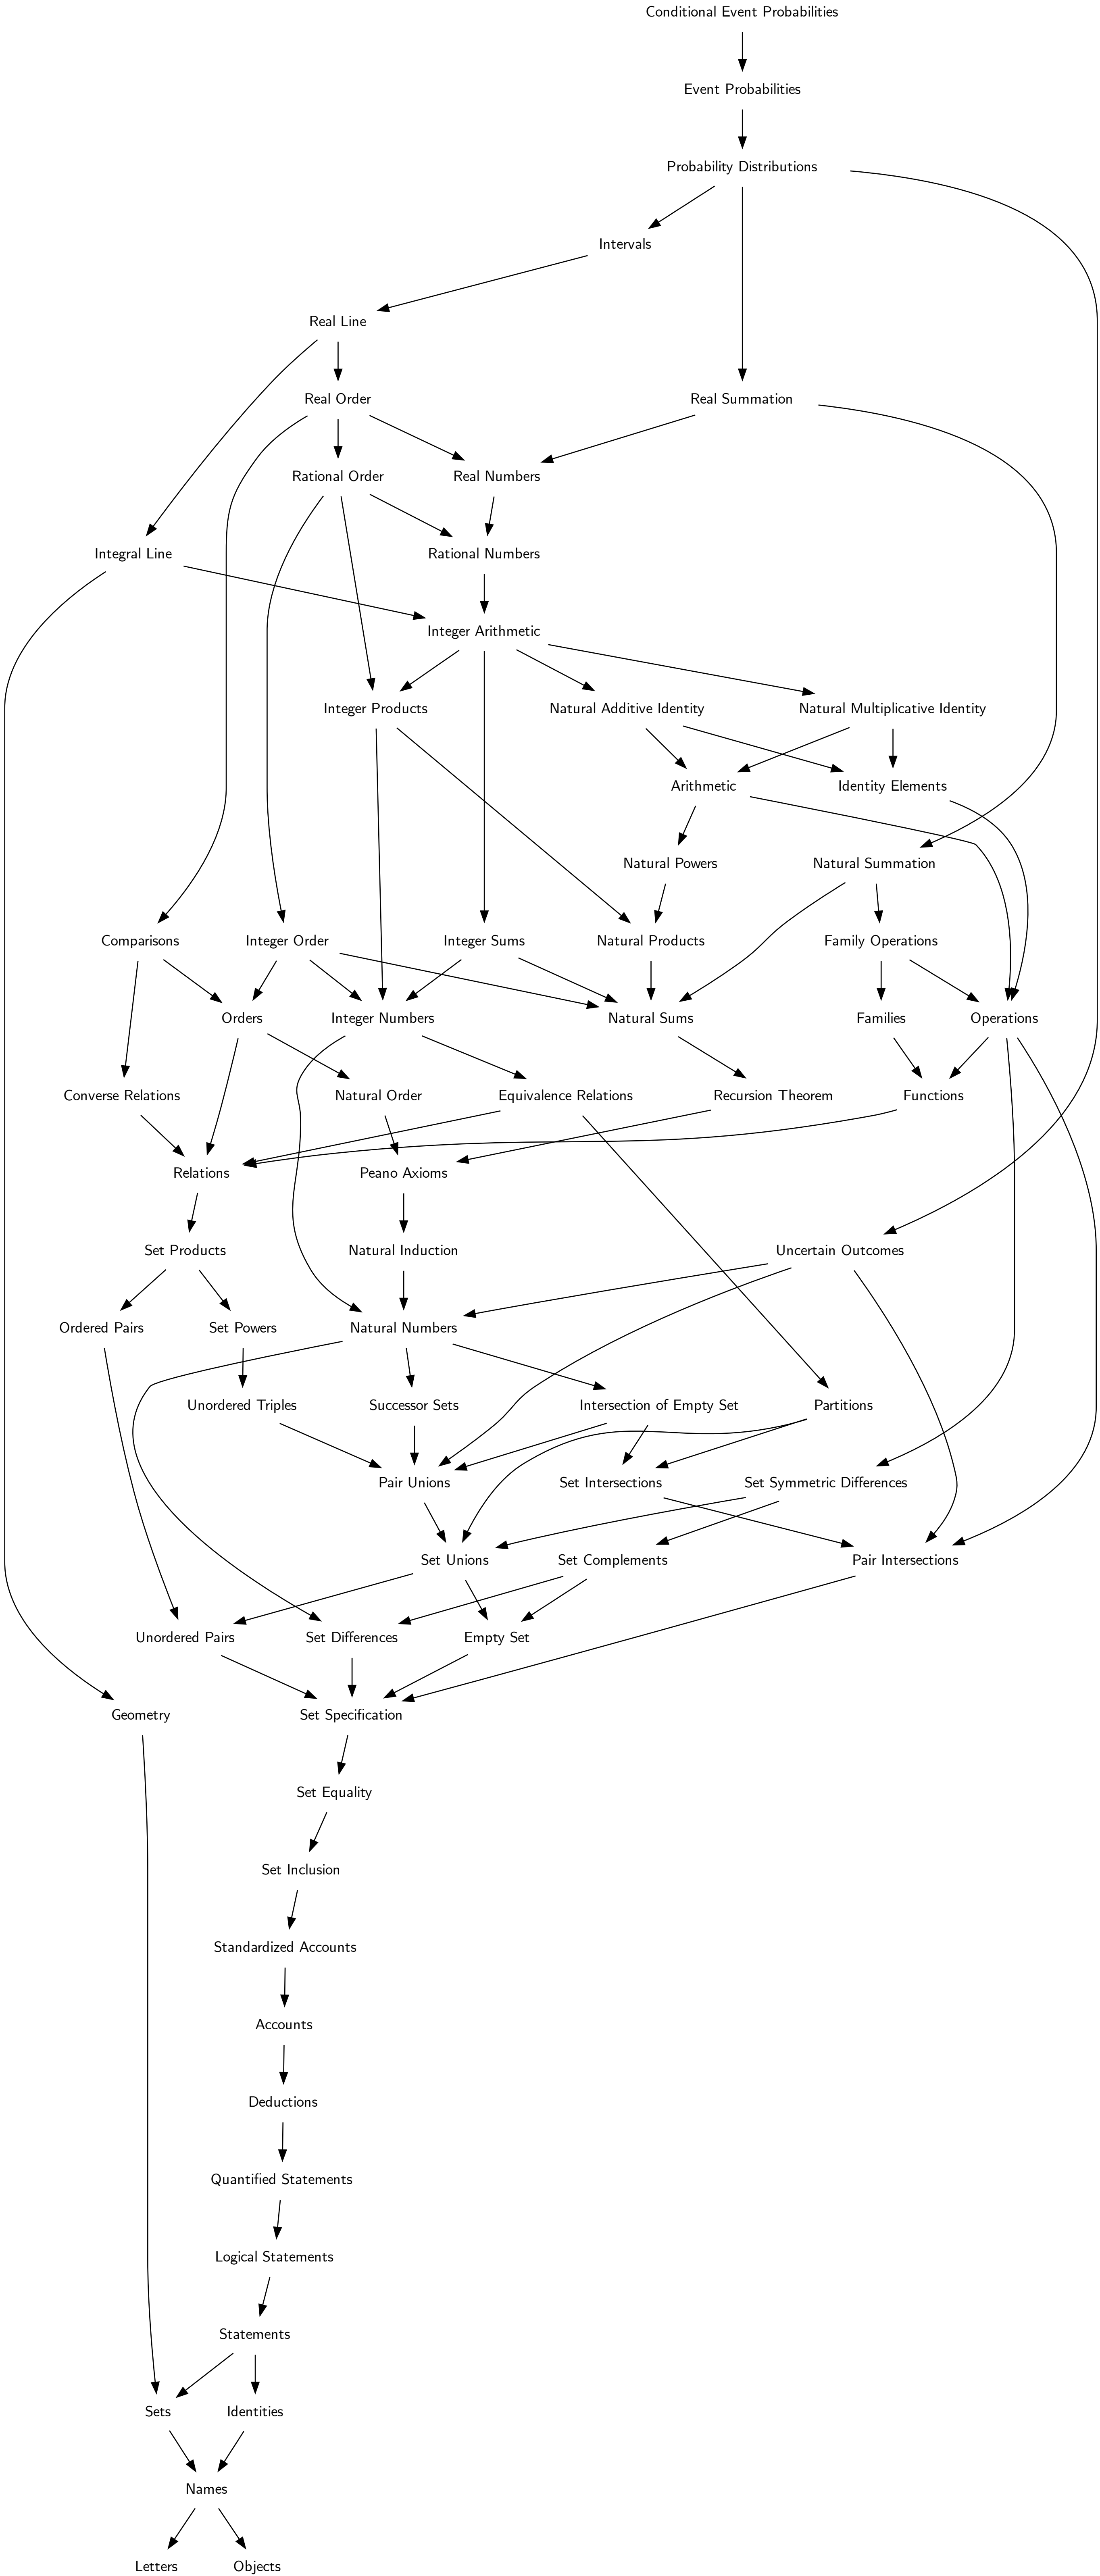 Conditional Event Probabilities
Event Probabilities
Probability Distributions
Intervals
Real Line
Real Order
Real Summation
Rational Order
Real Numbers
Integral Line
Rational Numbers
Integer Arithmetic
Integer Products
Natural Additive Identity
Natural Multiplicative Identity
Arithmetic
Identity Elements
Natural Powers
Natural Summation
Comparisons
Integer Order
Integer Sums
Natural Products
Family Operations
Orders
Integer Numbers
Natural Sums
Families
Operations
Converse Relations
Natural Order
Equivalence Relations
Recursion Theorem
Functions
Relations
Peano Axioms
Set Products
Natural Induction
Uncertain Outcomes
Ordered Pairs
Set Powers
Natural Numbers
Unordered Triples
Successor Sets
Intersection of Empty Set
Partitions
Pair Unions
Set Intersections
Set Symmetric Differences
Set Unions
Set Complements
Pair Intersections
Unordered Pairs
Set Differences
Empty Set
Geometry
Set Specification
Set Equality
Set Inclusion
Standardized Accounts
Accounts
Deductions
Quantified Statements
Logical Statements
Statements
Sets
Identities
Names
Letters
Objects